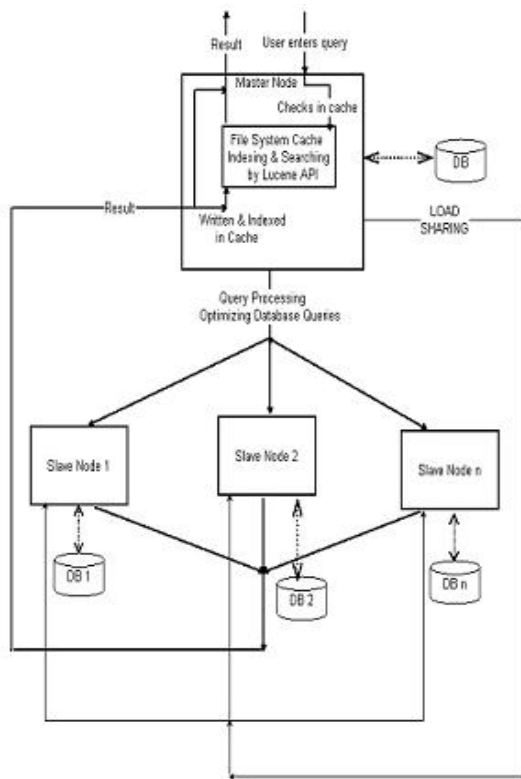 Result
User enters query
Master Node
Checks in cache
File System Cache
Indexing & Searching
by Lucene API
DB
Result
Written & Indexed
in Cache
LOAD
SHARING
Query Processing
Optimizing Database Queries
Slave Node 1
Slave Node 2
Slave Node n
DB 1
DB 2
DB n